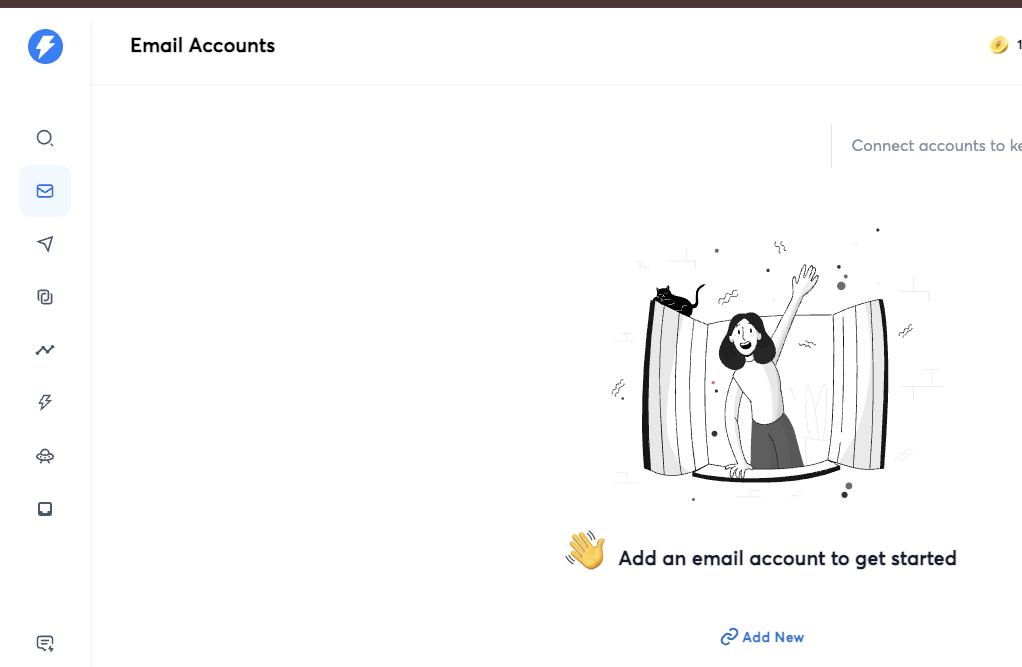 Email Accounts
1
Connect accounts to ke
Add an email account to get started
Add New